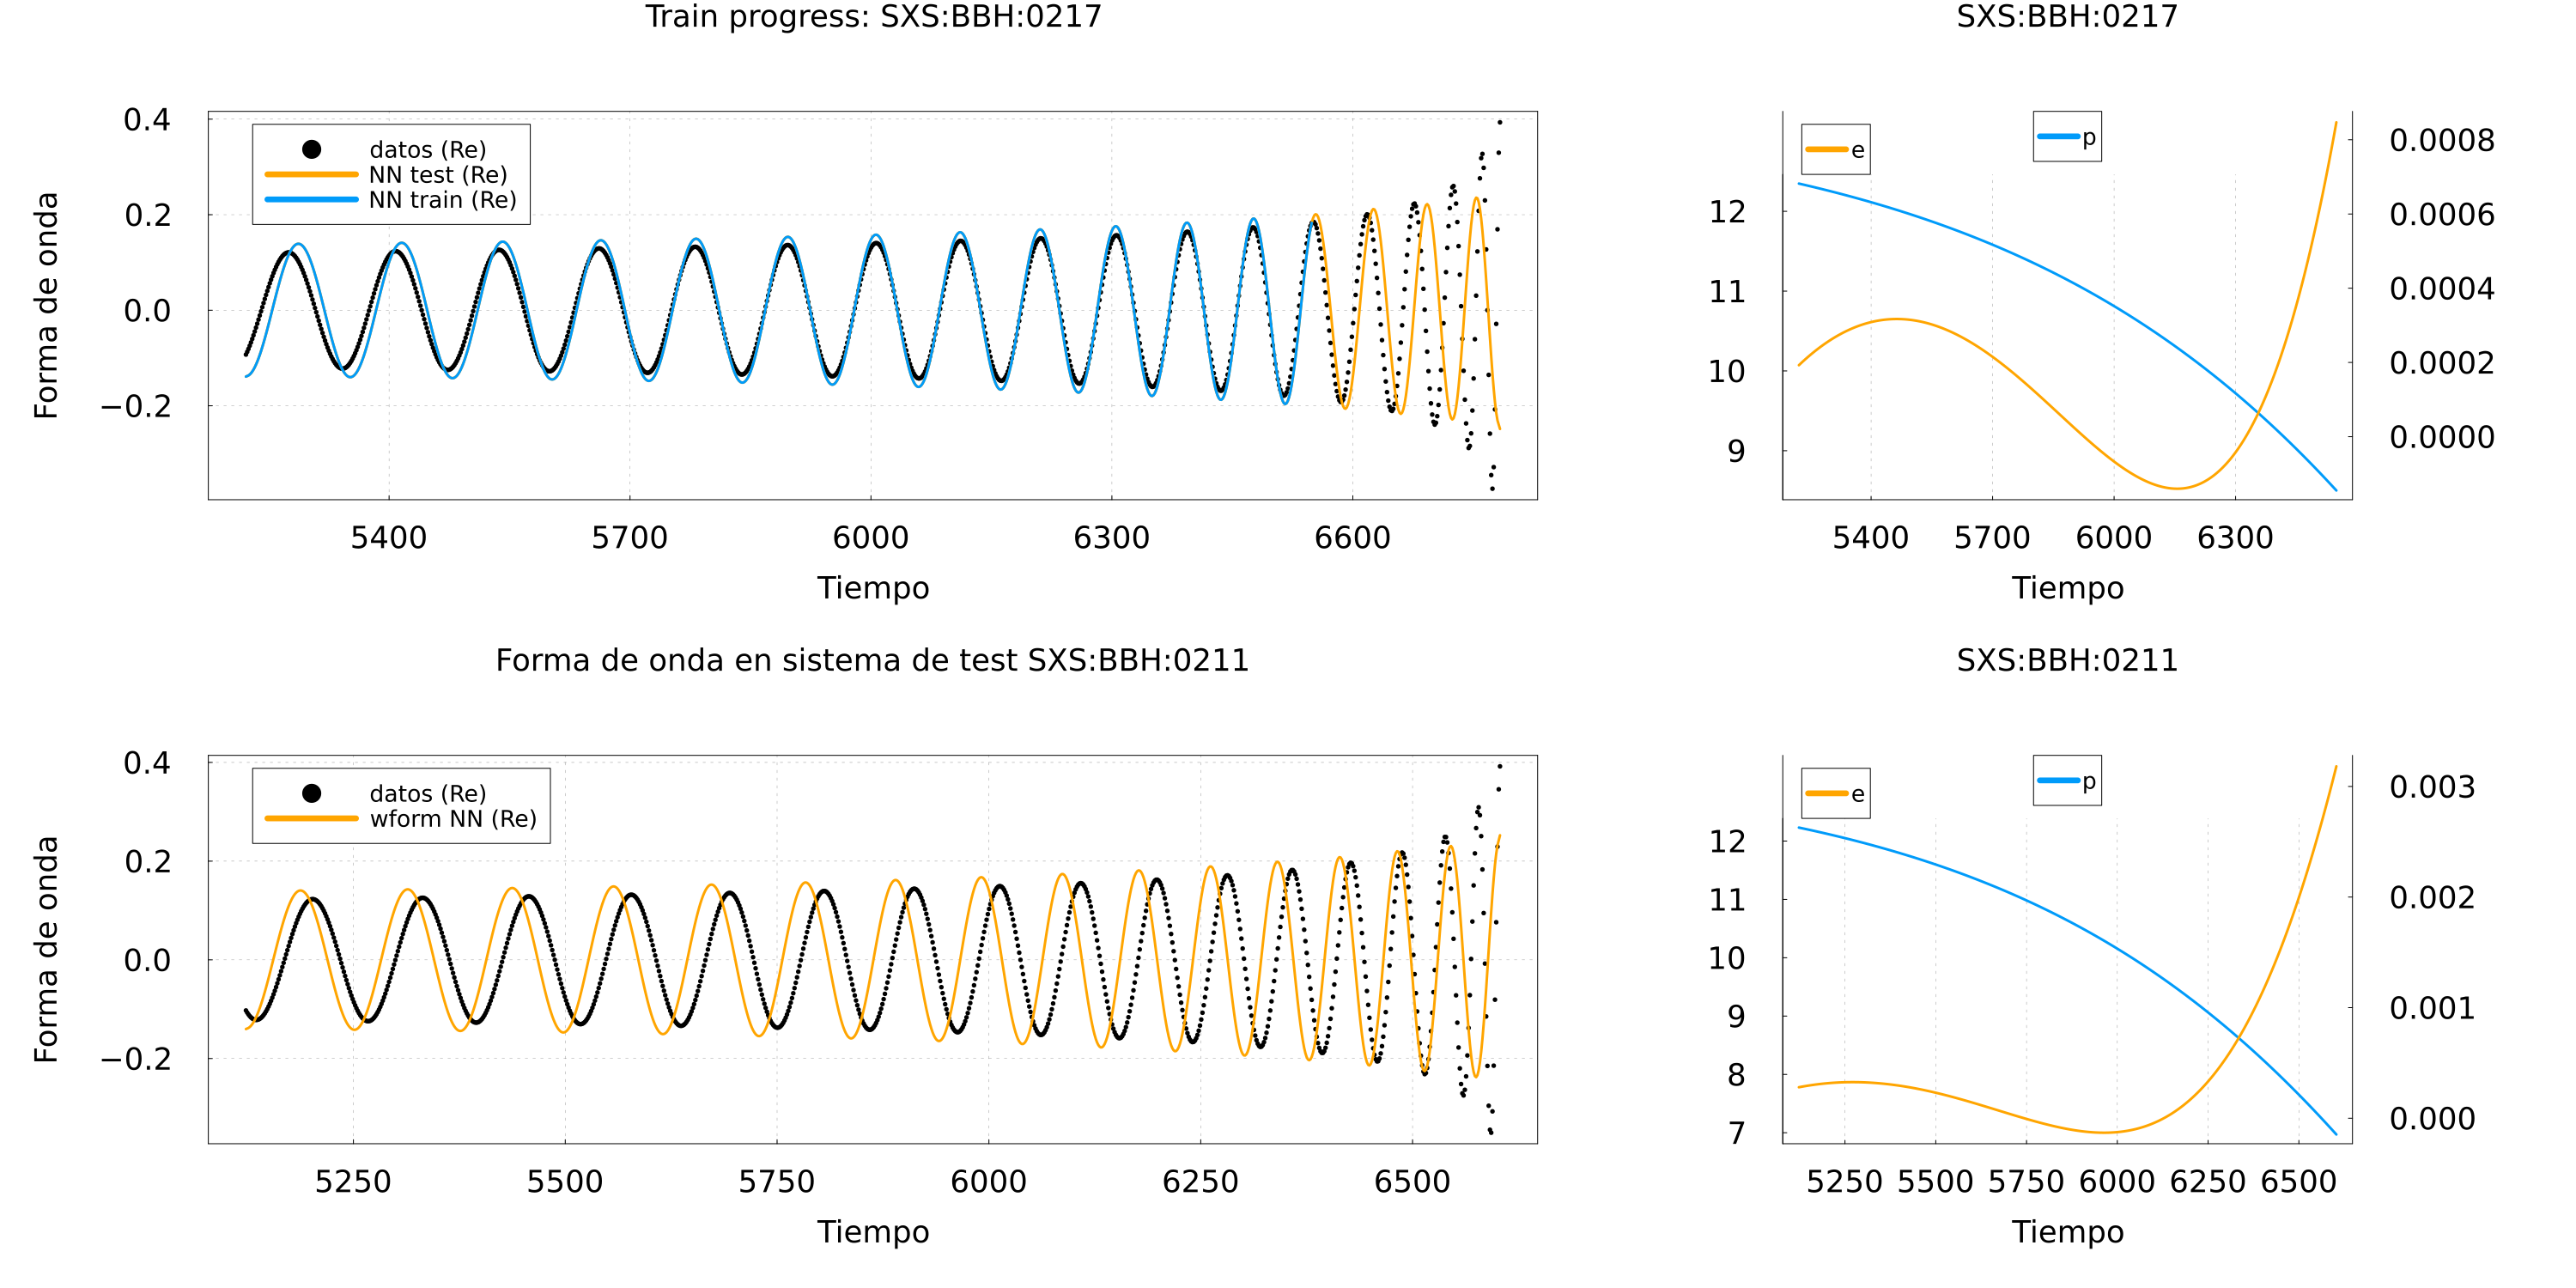 Train progress: SXS:BBH:0217
0.4
0.2
0.0
−0.2
Forma de onda
datos (Re)
NN test (Re)
NN train (Re)
5400 5700 6000 6300 6600
Tiempo
SXS:BBH:0217
e
p
12
11
10
9
0.0008
0.0006
0.0004
0.0002
0.0000
5400 5700 6000 6300
Tiempo
Forma de onda en sistema de test SXS:BBH:0211
0.4
0.2
0.0
−0.2
Forma de onda
datos (Re)
wform NN (Re)
5250 5500 5750 6000 6250 6500
Tiempo
SXS:BBH:0211
e
p
12
11
10
9
8
7
0.003
0.002
0.001
0.000
5250 5500 5750 6000 6250 6500
Tiempo